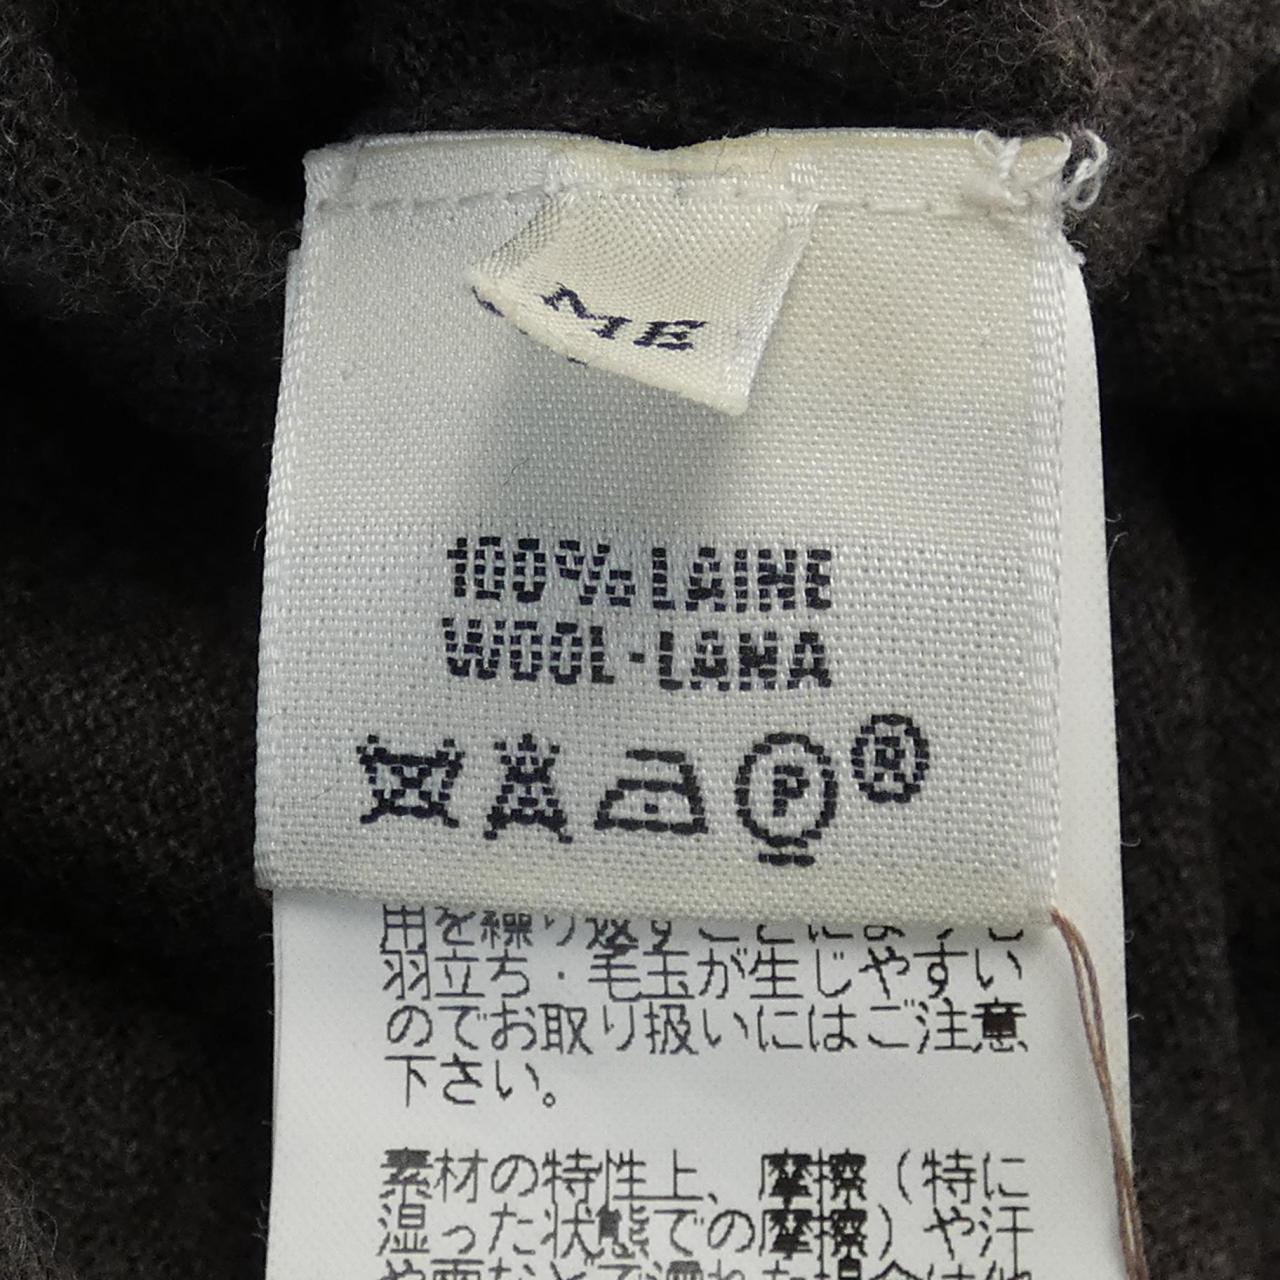 ME
100% LAINE
WOOL-LANA
P R
羽立ち・毛玉が生じやすい
のでお取り扱いにはご注意
下さい。
素材の特性上、摩擦(特に
湿った状態での摩擦)や汗